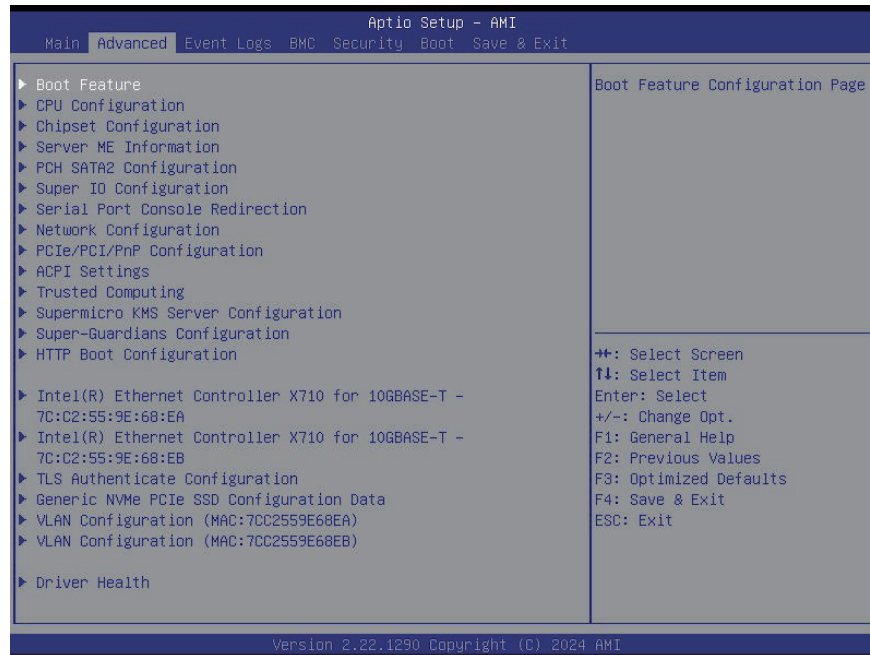 Aptio Setup – AMI
Main Advanced Event Logs BMC Security Boot Save & Exit
▶ Boot Feature
▶ CPU Configuration
▶ Chipset Configuration
▶ Server ME Information
▶ PCH SATA2 Configuration
▶ Super IO Configuration
▶ Serial Port Console Redirection
▶ Network Configuration
▶ PCIe/PCI/PnP Configuration
▶ ACPI Settings
▶ Trusted Computing
▶ Supermicro KMS Server Configuration
▶ Super-Guardians Configuration
▶ HTTP Boot Configuration
▶ Intel(R) Ethernet Controller X710 for 10GBASE-T –
7C:C2:55:9E:68:EA
▶ Intel(R) Ethernet Controller X710 for 10GBASE-T –
7C:C2:55:9E:68:EB
▶ TLS Authenticate Configuration
▶ Generic NVMe PCIe SSD Configuration Data
▶ VLAN Configuration (MAC:7CC2559E68EA)
▶ VLAN Configuration (MAC:7CC2559E68EB)
▶ Driver Health
Boot Feature Configuration Page
→←: Select Screen
↑↓: Select Item
Enter: Select
+/-: Change Opt.
F1: General Help
F2: Previous Values
F3: Optimized Defaults
F4: Save & Exit
ESC: Exit
Version 2.22.1290 Copyright (C) 2024 AMI